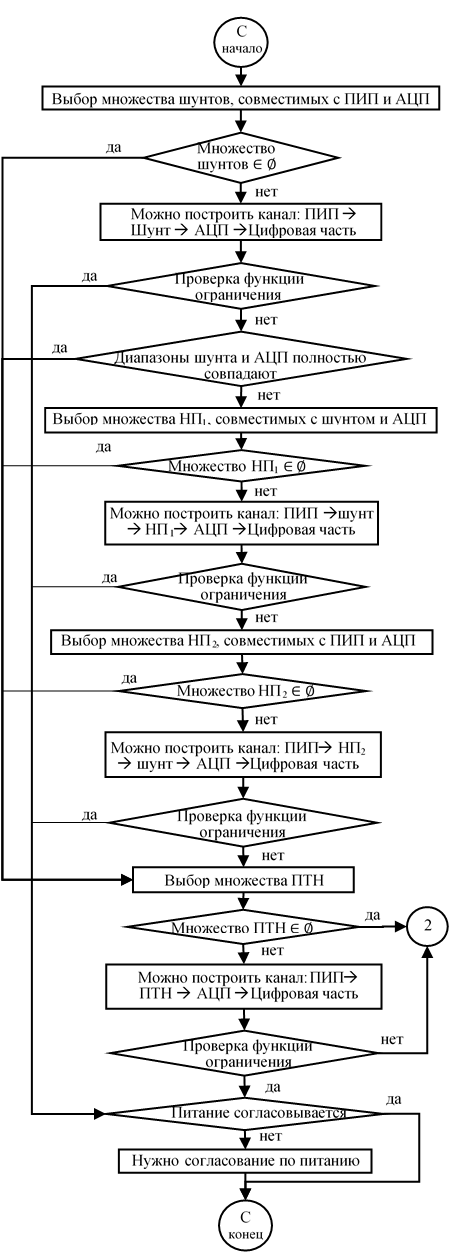 С
начало
Выбор множества шунтов, совместимых с ПИП и АЦП
да
Множество
шунтов ∈ ∅
нет
Можно построить канал: ПИП →
Шунт → АЦП →Цифровая часть
да
Проверка функции
ограничения
нет
да
Диапазоны шунта и АЦП полностью
совпадают
нет
Выбор множества НП₁, совместимых с шунтом и АЦП
да
Множество НП₁ ∈ ∅
нет
Можно построить канал: ПИП →шунт
→ НП₁→ АЦП →Цифровая часть
да
Проверка функции
ограничения
нет
Выбор множества НП₂, совместимых с ПИП и АЦП
да
Множество НП₂ ∈ ∅
нет
Можно построить канал: ПИП→ НП₂
→ шунт → АЦП →Цифровая часть
да
Проверка функции
ограничения
нет
Выбор множества ПТН
да
Множество ПТН ∈ ∅
2
нет
Можно построить канал: ПИП→
ПТН → АЦП →Цифровая часть
нет
Проверка функции
ограничения
да
да
Питание согласовывается
нет
Нужно согласование по питанию
С
конец